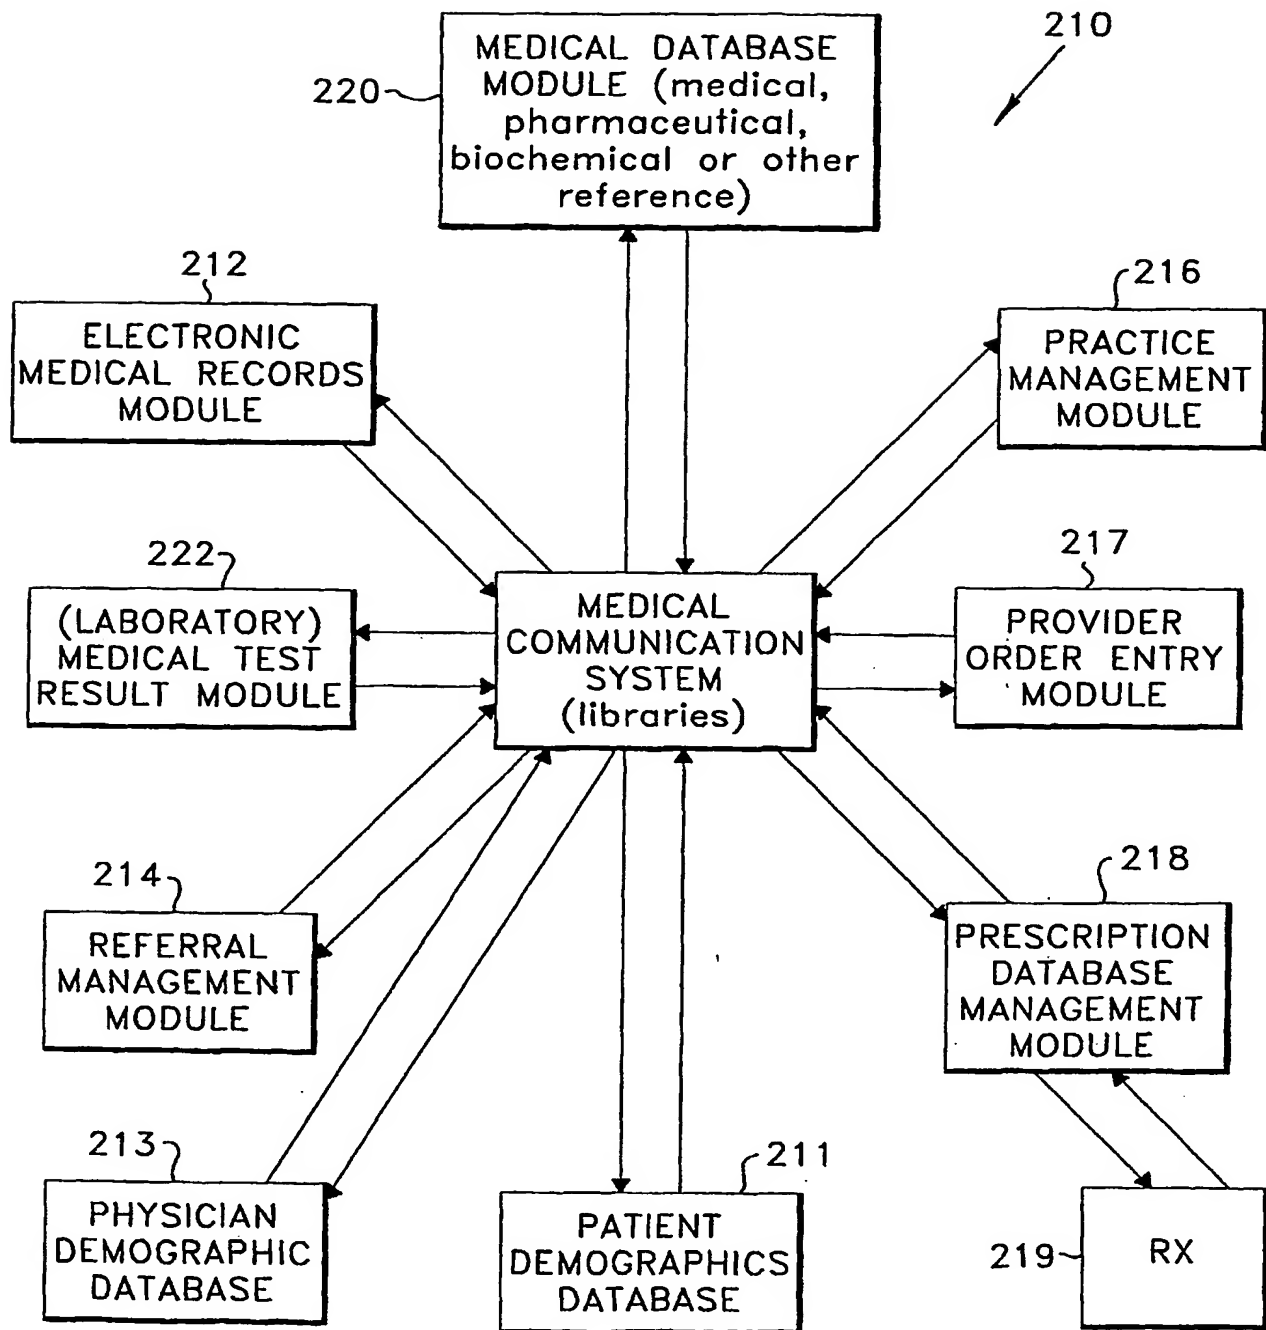 210
220
MEDICAL DATABASE
MODULE (medical,
pharmaceutical,
biochemical or other
reference)
212
ELECTRONIC
MEDICAL RECORDS
MODULE
216
PRACTICE
MANAGEMENT
MODULE
222
(LABORATORY)
MEDICAL TEST
RESULT MODULE
MEDICAL
COMMUNICATION
SYSTEM
(libraries)
217
PROVIDER
ORDER ENTRY
MODULE
214
REFERRAL
MANAGEMENT
MODULE
218
PRESCRIPTION
DATABASE
MANAGEMENT
MODULE
213
PHYSICIAN
DEMOGRAPHIC
DATABASE
211
PATIENT
DEMOGRAPHICS
DATABASE
219
RX